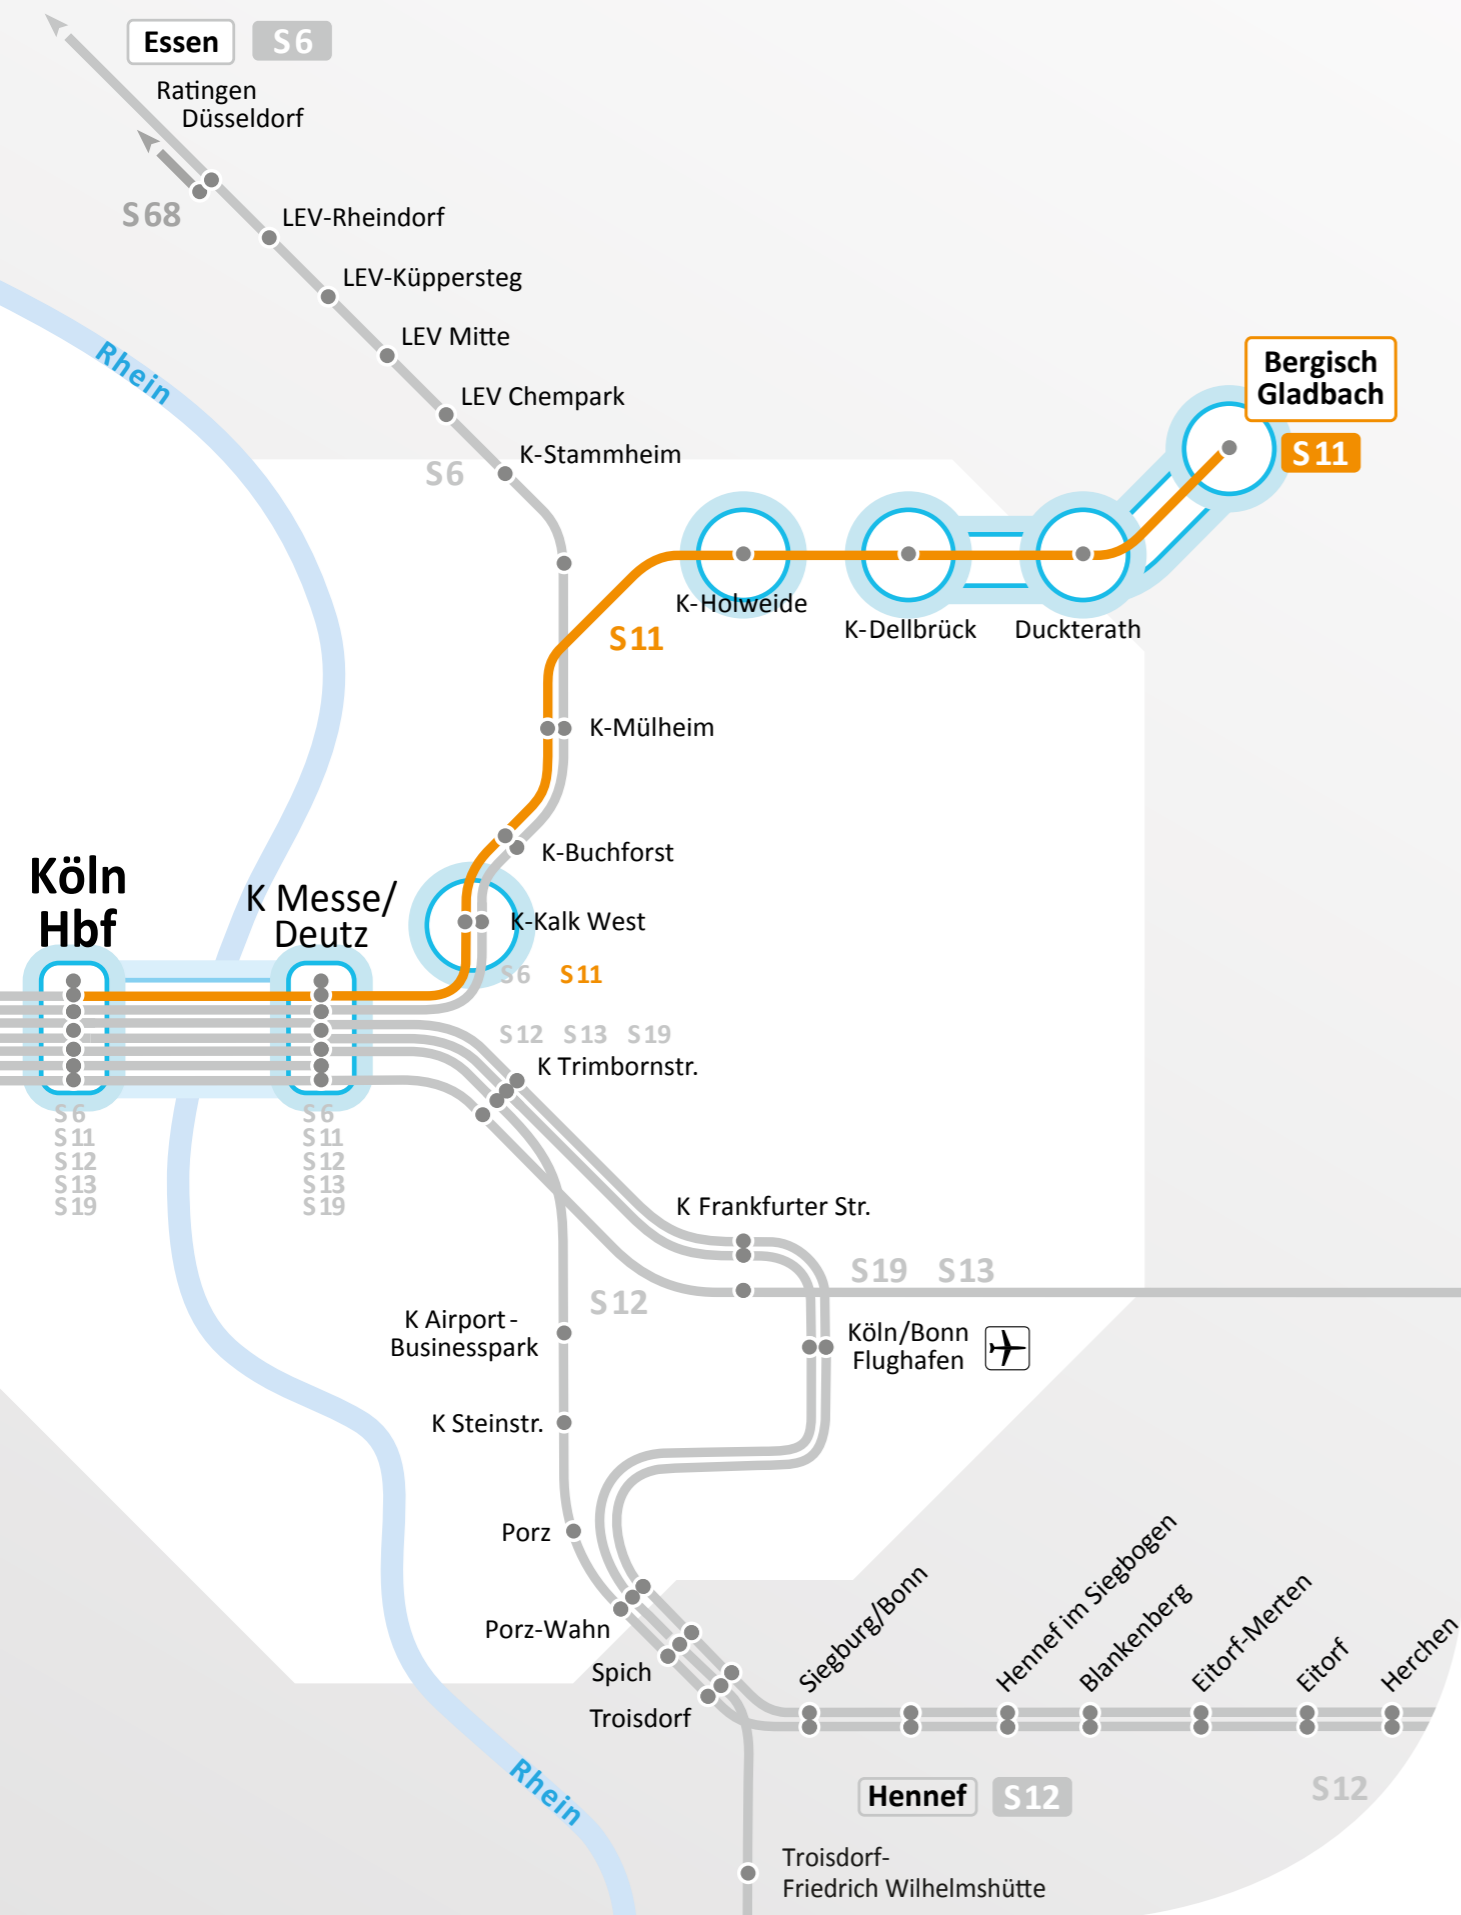 Essen
S6
Ratingen
Düsseldorf
S68
LEV-Rheindorf
LEV-Küppersteg
Rhein
LEV Mitte
Bergisch
Gladbach
S11
LEV Chempark
K-Stammheim
S6
K-Holweide
K-Dellbrück
Duckterath
S11
K-Mülheim
K-Buchforst
Köln
Hbf
K Messe/
Deutz
K-Kalk West
S6 S11
S12 S13 S19
K Trimbornstr.
S6
S11
S12
S13
S19
S6
S11
S12
S13
S19
K Frankfurter Str.
S19 S13
S12
K Airport-
Businesspark
Köln/Bonn
Flughafen
K Steinstr.
Porz
Porz-Wahn
Spich
Troisdorf
Siegburg/Bonn
Hennef im Siegbogen
Blankenberg
Eitorf-Merten
Eitorf
Herchen
Rhein
Hennef
S12
S12
Troisdorf-
Friedrich Wilhelmshütte